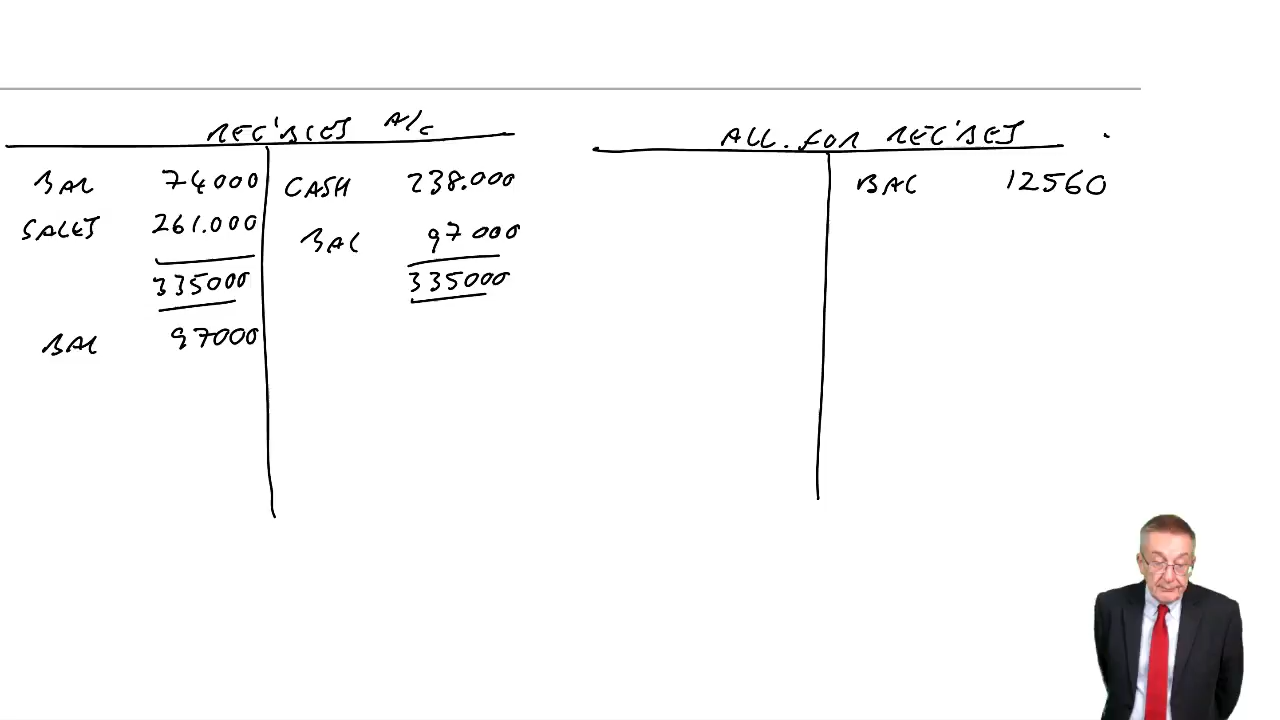 REC'BLES A/c
BAL 74000 CASH 238.000
SALES 261.000 BAL 97000
335000 335000
BAL 97000
ALL. FOR REC'BLES
BAL 12560